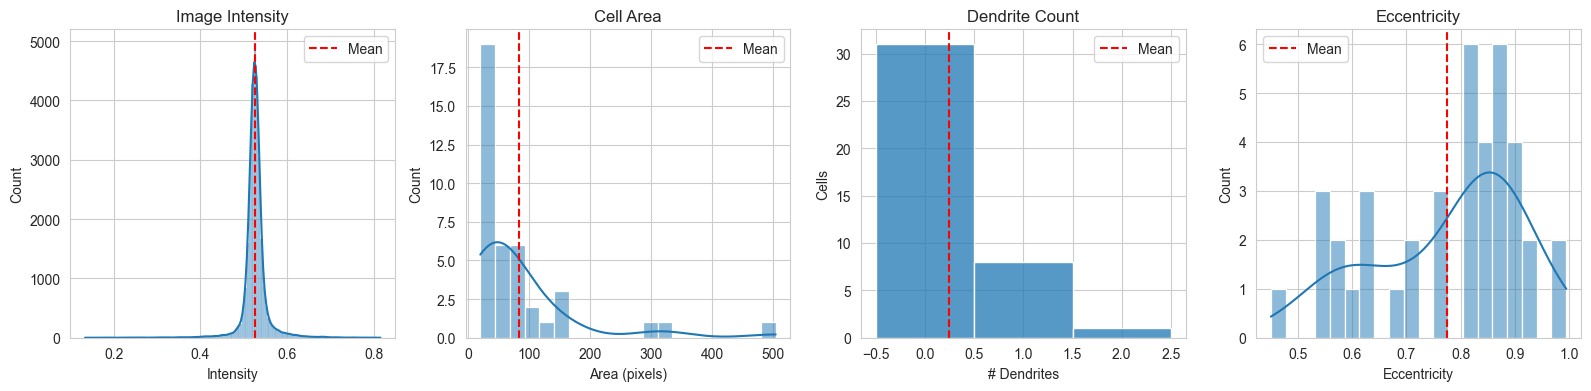 Image Intensity
5000
4000
3000
2000
1000
0
Count
0.2 0.4 0.6 0.8
Intensity
Mean
Cell Area
17.5
15.0
12.5
10.0
7.5
5.0
2.5
0.0
Count
0 100 200 300 400 500
Area (pixels)
Mean
Dendrite Count
30
25
20
15
10
5
0
Cells
−0.5 0.0 0.5 1.0 1.5 2.0 2.5
# Dendrites
Mean
Eccentricity
6
5
4
3
2
1
0
Count
0.5 0.6 0.7 0.8 0.9 1.0
Eccentricity
Mean